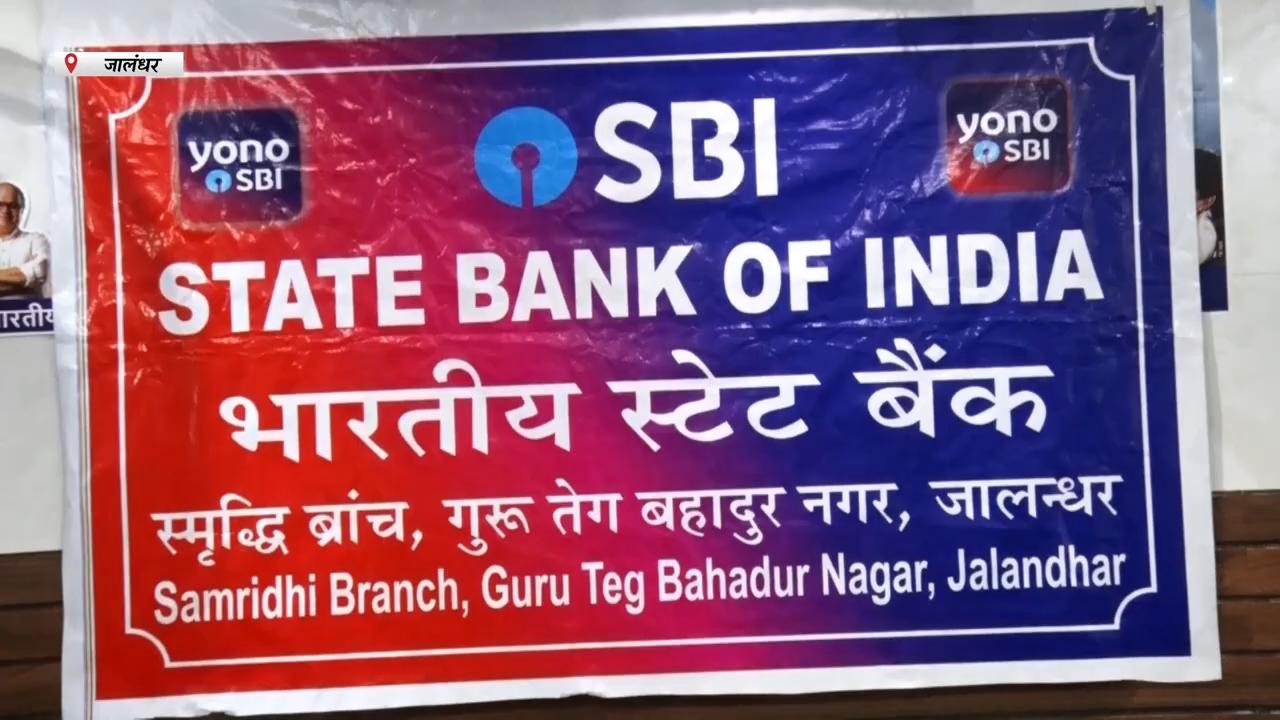 जालंधर
yono
SBI
SBI
yono
SBI
STATE BANK OF INDIA
भारतीय स्टेट बैंक
स्मृद्धि ब्रांच, गुरू तेग बहादुर नगर, जालन्धर
Samridhi Branch, Guru Teg Bahadur Nagar, Jalandhar